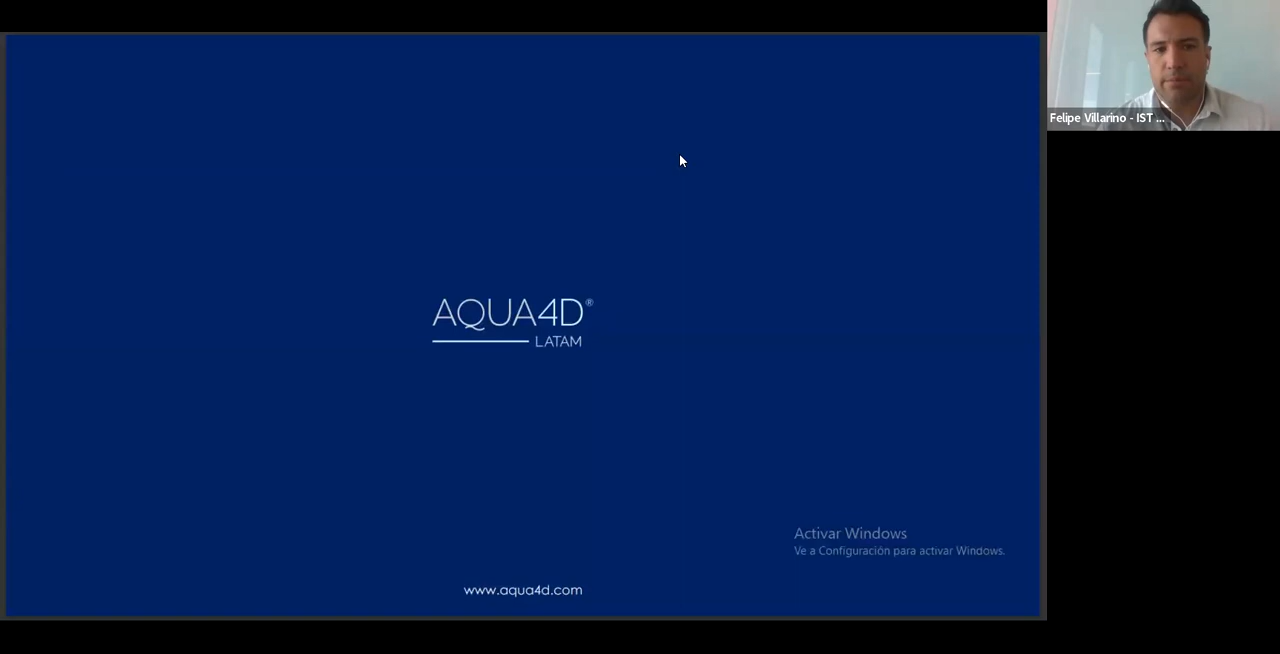 Felipe Villarino - IST ...
AQUA4D®
LATAM
Activar Windows
Ve a Configuración para activar Windows.
www.aqua4d.com